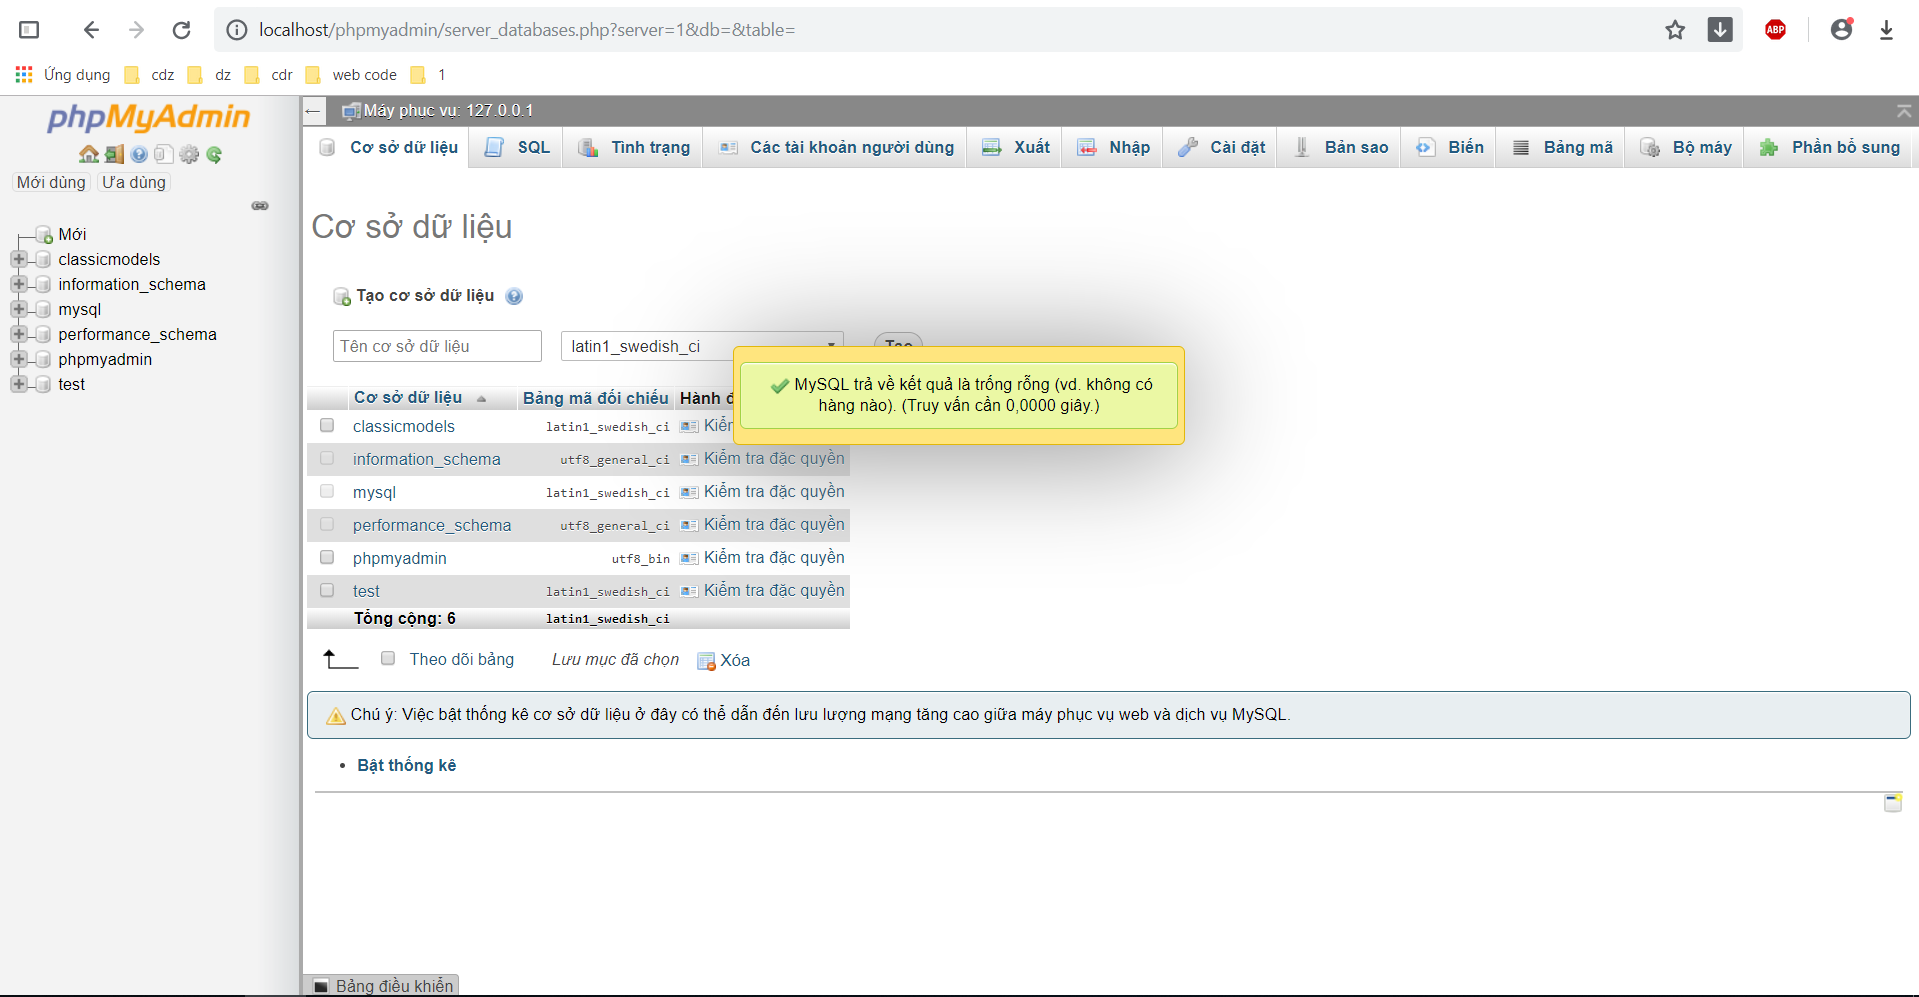 localhost/phpmyadmin/server_databases.php?server=1&db=&table=
ABP
Ứng dụng cdz dz cdr web code 1
phpMyAdmin
Mới dùng Ưa dùng
Mới
classicmodels
information_schema
mysql
performance_schema
phpmyadmin
test
Máy phục vụ: 127.0.0.1
Cơ sở dữ liệu SQL Tình trạng Các tài khoản người dùng Xuất Nhập Cài đặt Bản sao Biến Bảng mã Bộ máy Phần bổ sung
Cơ sở dữ liệu
Tạo cơ sở dữ liệu
Tên cơ sở dữ liệu latin1_swedish_ci Tạo
MySQL trả về kết quả là trống rỗng (vd. không có
hàng nào). (Truy vấn cần 0,0000 giây.)
Cơ sở dữ liệu Bảng mã đối chiếu Hành đ
classicmodels latin1_swedish_ci Kiểm
information_schema utf8_general_ci Kiểm tra đặc quyền
mysql latin1_swedish_ci Kiểm tra đặc quyền
performance_schema utf8_general_ci Kiểm tra đặc quyền
phpmyadmin utf8_bin Kiểm tra đặc quyền
test latin1_swedish_ci Kiểm tra đặc quyền
Tổng cộng: 6 latin1_swedish_ci
Theo dõi bảng Lưu mục đã chọn Xóa
Chú ý: Việc bật thống kê cơ sở dữ liệu ở đây có thể dẫn đến lưu lượng mạng tăng cao giữa máy phục vụ web và dịch vụ MySQL.
• Bật thống kê
Bảng điều khiển